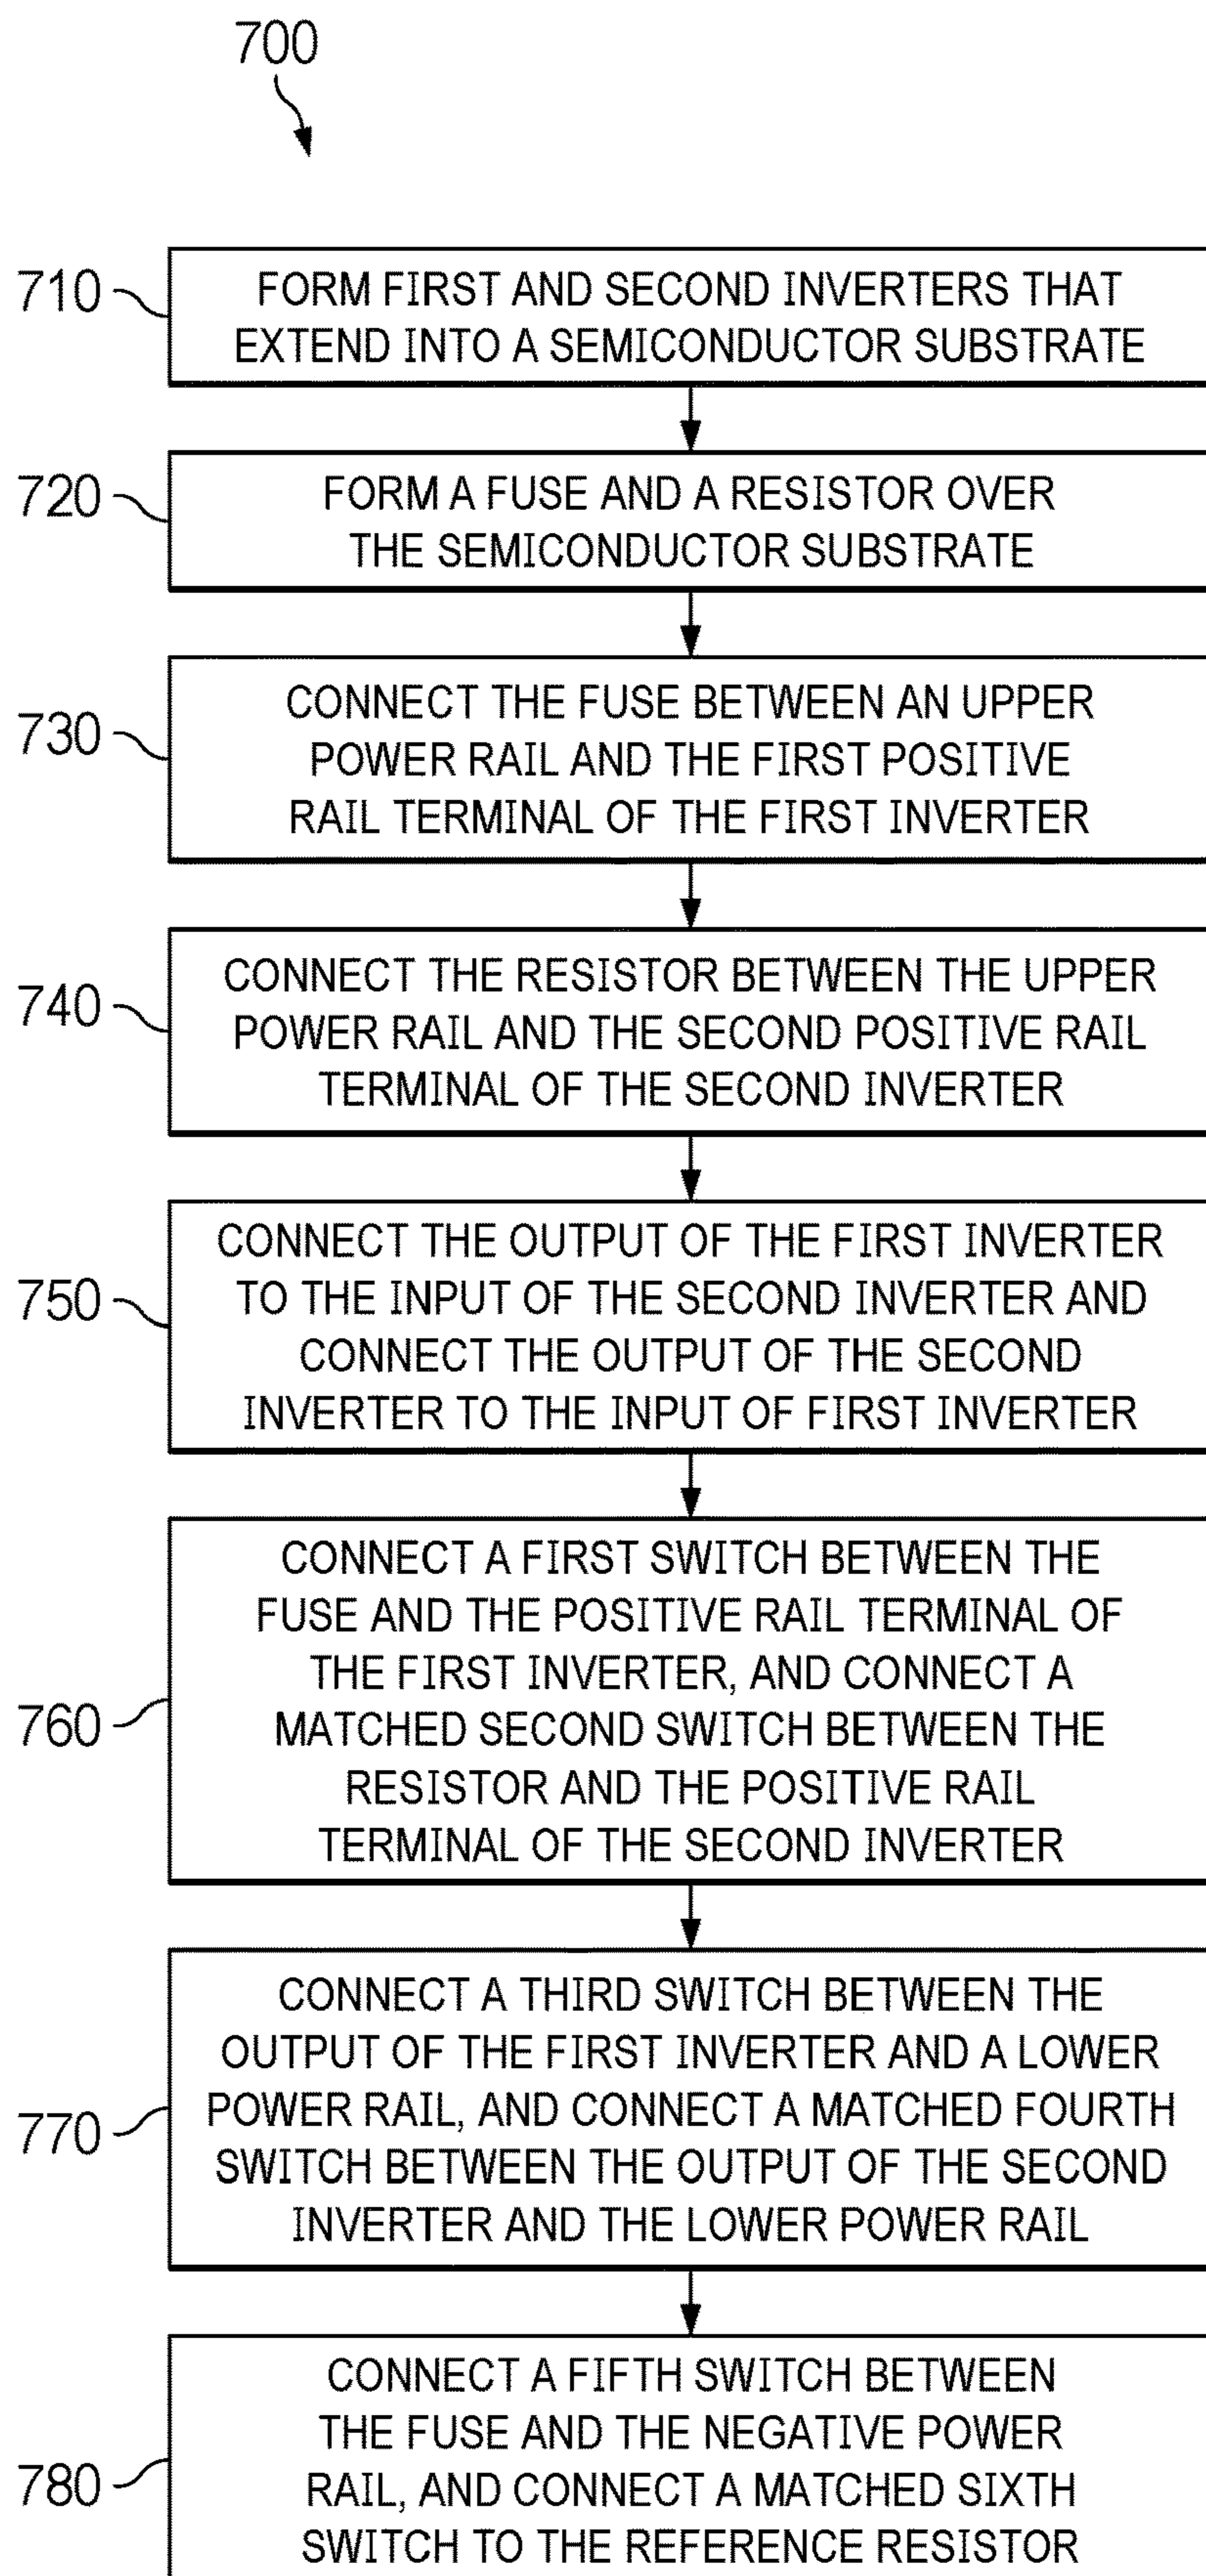 700
710
FORM FIRST AND SECOND INVERTERS THAT
EXTEND INTO A SEMICONDUCTOR SUBSTRATE
720
FORM A FUSE AND A RESISTOR OVER
THE SEMICONDUCTOR SUBSTRATE
730
CONNECT THE FUSE BETWEEN AN UPPER
POWER RAIL AND THE FIRST POSITIVE
RAIL TERMINAL OF THE FIRST INVERTER
740
CONNECT THE RESISTOR BETWEEN THE UPPER
POWER RAIL AND THE SECOND POSITIVE RAIL
TERMINAL OF THE SECOND INVERTER
750
CONNECT THE OUTPUT OF THE FIRST INVERTER
TO THE INPUT OF THE SECOND INVERTER AND
CONNECT THE OUTPUT OF THE SECOND
INVERTER TO THE INPUT OF FIRST INVERTER
760
CONNECT A FIRST SWITCH BETWEEN THE
FUSE AND THE POSITIVE RAIL TERMINAL OF
THE FIRST INVERTER, AND CONNECT A
MATCHED SECOND SWITCH BETWEEN THE
RESISTOR AND THE POSITIVE RAIL
TERMINAL OF THE SECOND INVERTER
770
CONNECT A THIRD SWITCH BETWEEN THE
OUTPUT OF THE FIRST INVERTER AND A LOWER
POWER RAIL, AND CONNECT A MATCHED FOURTH
SWITCH BETWEEN THE OUTPUT OF THE SECOND
INVERTER AND THE LOWER POWER RAIL
780
CONNECT A FIFTH SWITCH BETWEEN
THE FUSE AND THE NEGATIVE POWER
RAIL, AND CONNECT A MATCHED SIXTH
SWITCH TO THE REFERENCE RESISTOR